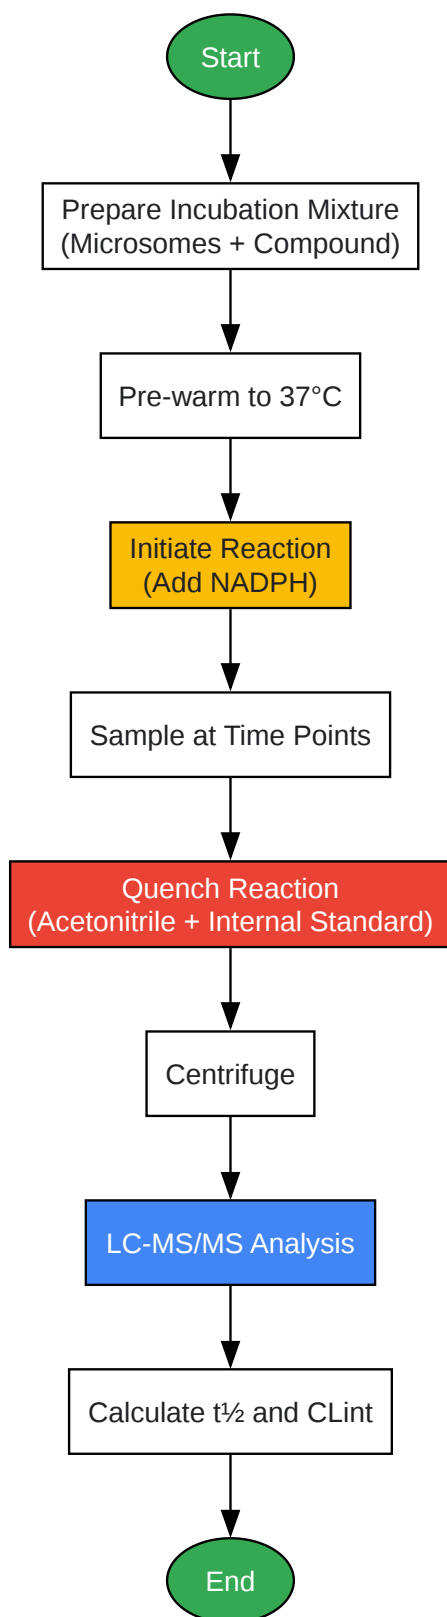 Start
Prepare Incubation Mixture
(Microsomes + Compound)
Pre-warm to 37°C
Initiate Reaction
(Add NADPH)
Sample at Time Points
Quench Reaction
(Acetonitrile + Internal Standard)
Centrifuge
LC-MS/MS Analysis
Calculate t½ and CLint
End